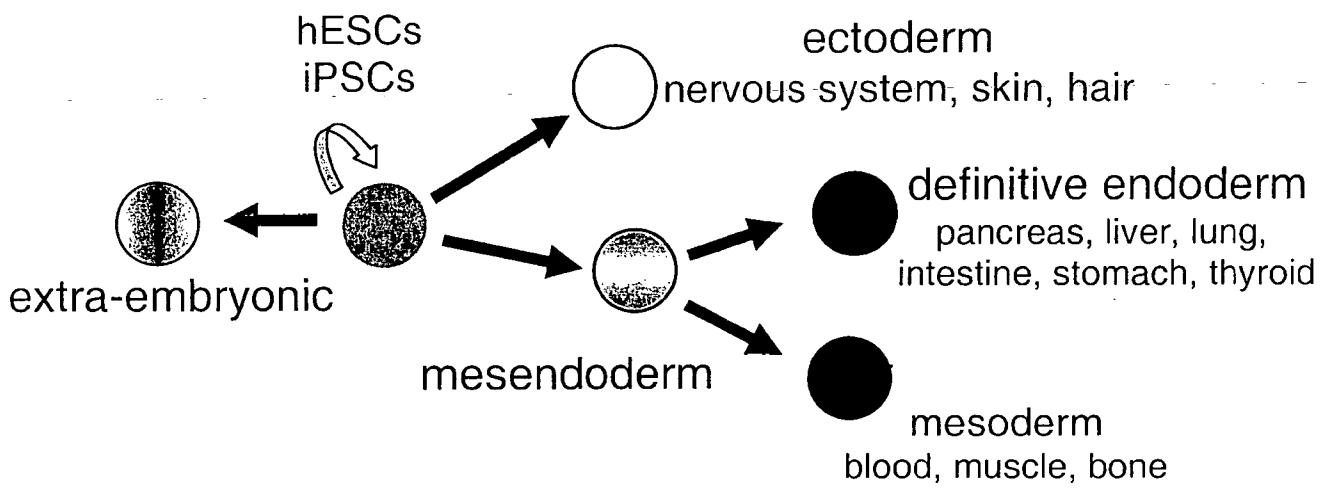 hESCs
iPSCs
ectoderm
nervous system, skin, hair
definitive endoderm
pancreas, liver, lung,
intestine, stomach, thyroid
extra-embryonic
mesendoderm
mesoderm
blood, muscle, bone